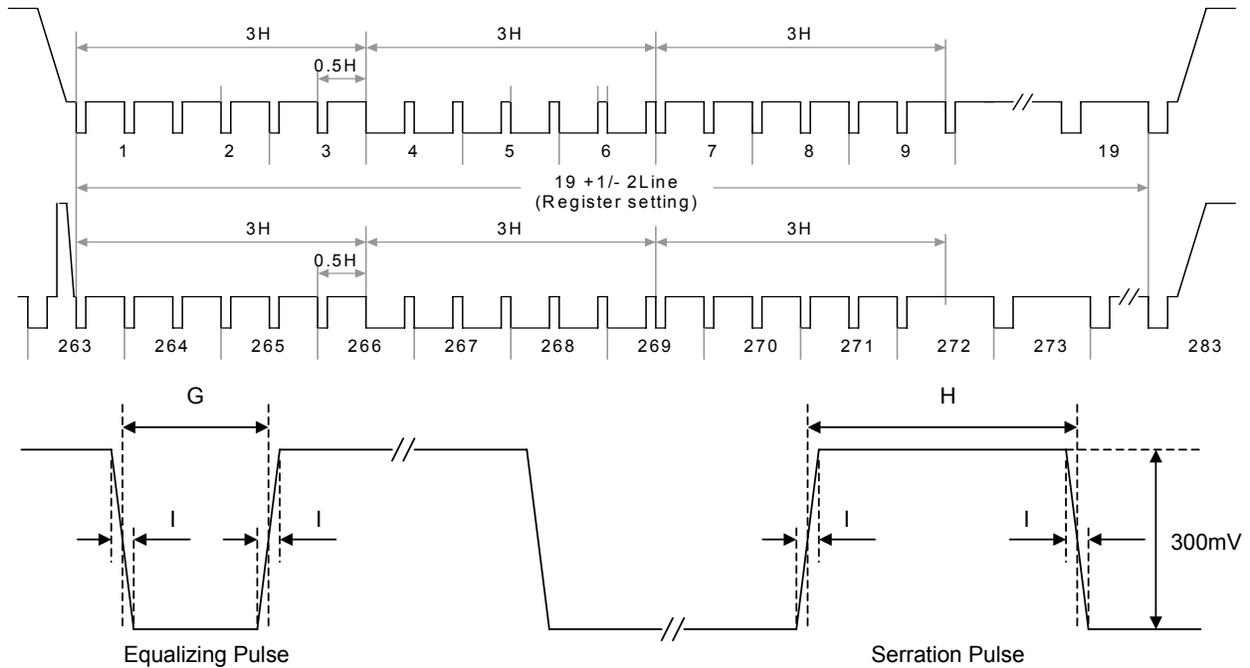 3H 3H 3H
0.5H
1 2 3 4 5 6 7 8 9 19
19 +1/- 2Line
(Register setting)
3H 3H 3H
0.5H
263 264 265 266 267 268 269 270 271 272 273 283
G H
I I I I
300mV
Equalizing Pulse Serration Pulse